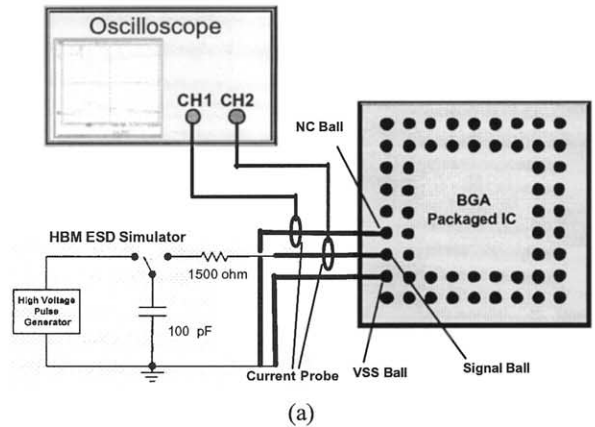 Oscilloscope
CH1 CH2
NC Ball
BGA
Packaged IC
HBM ESD Simulator
1500 ohm
High Voltage
Pulse
Generator
100 pF
Current Probe
VSS Ball
Signal Ball
(a)